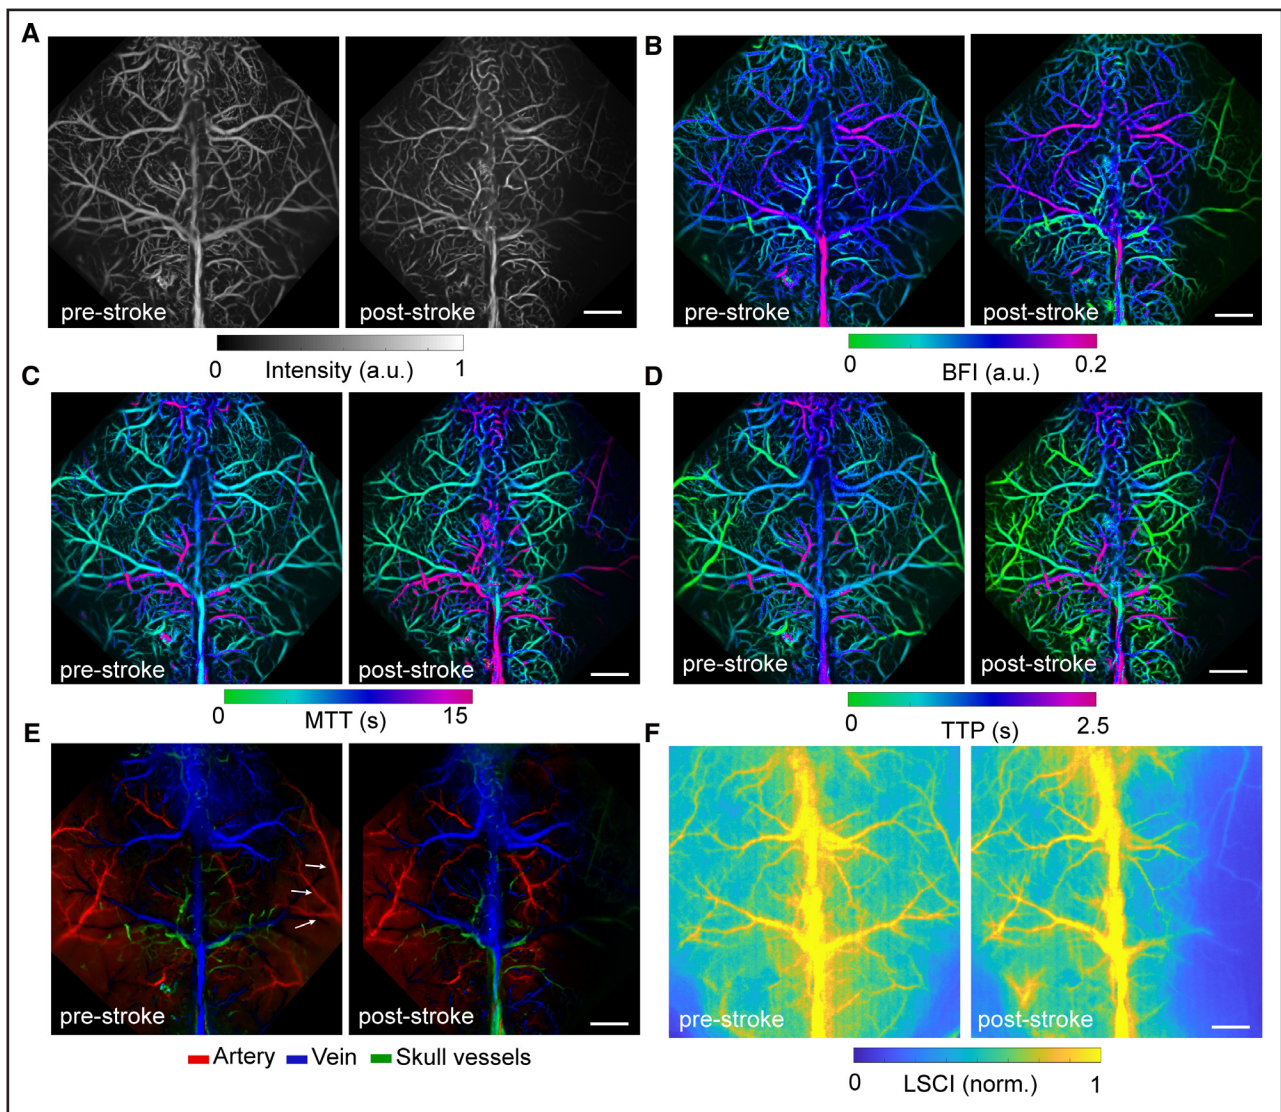 A
B
pre-stroke
post-stroke
pre-stroke
post-stroke
0 Intensity (a.u.) 1
0 BFI (a.u.) 0.2
C
D
pre-stroke
post-stroke
pre-stroke
post-stroke
0 MTT (s) 15
0 TTP (s) 2.5
E
F
pre-stroke
post-stroke
pre-stroke
post-stroke
Artery Vein Skull vessels
0 LSCI (norm.) 1